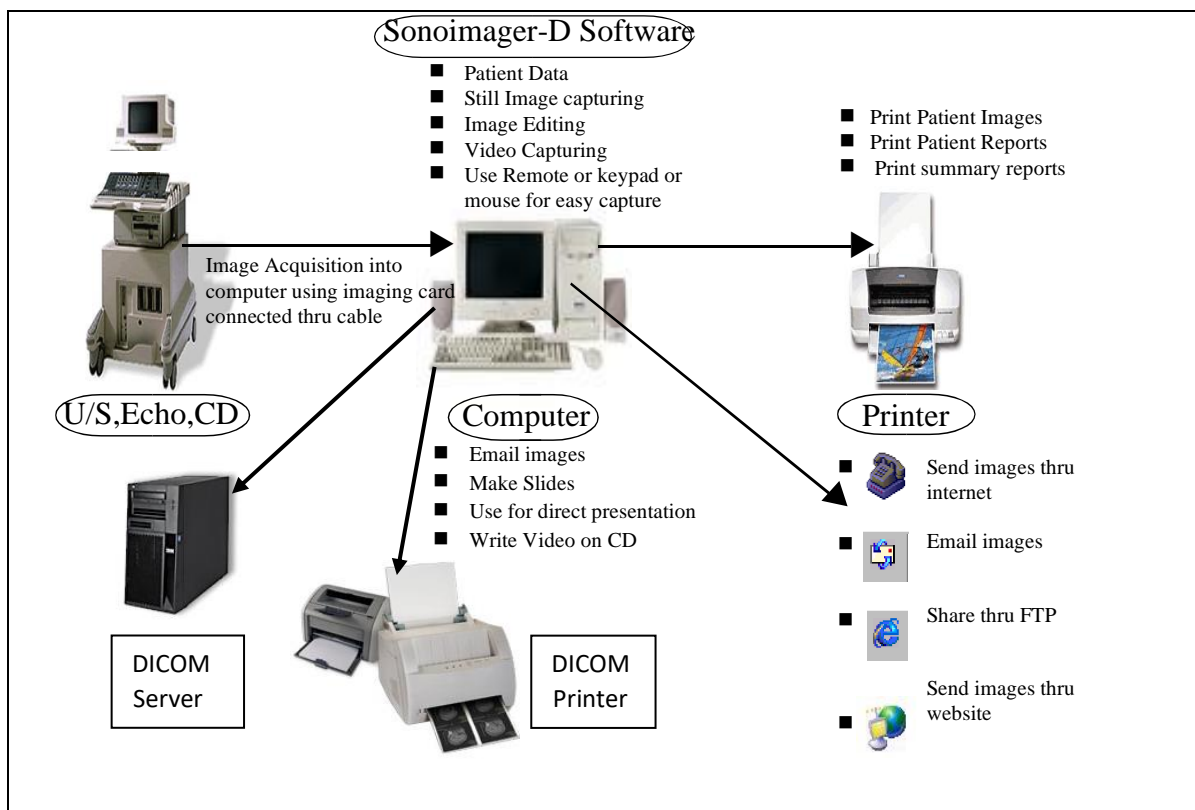 Sonoimager-D Software
Patient Data
Still Image capturing
Image Editing
Video Capturing
Use Remote or keypad or
mouse for easy capture
Print Patient Images
Print Patient Reports
Print summary reports
Image Acquisition into
computer using imaging card
connected thru cable
U/S,Echo,CD
Computer
Email images
Make Slides
Use for direct presentation
Write Video on CD
Printer
Send images thru
internet
Email images
Share thru FTP
Send images thru
website
DICOM
Server
DICOM
Printer